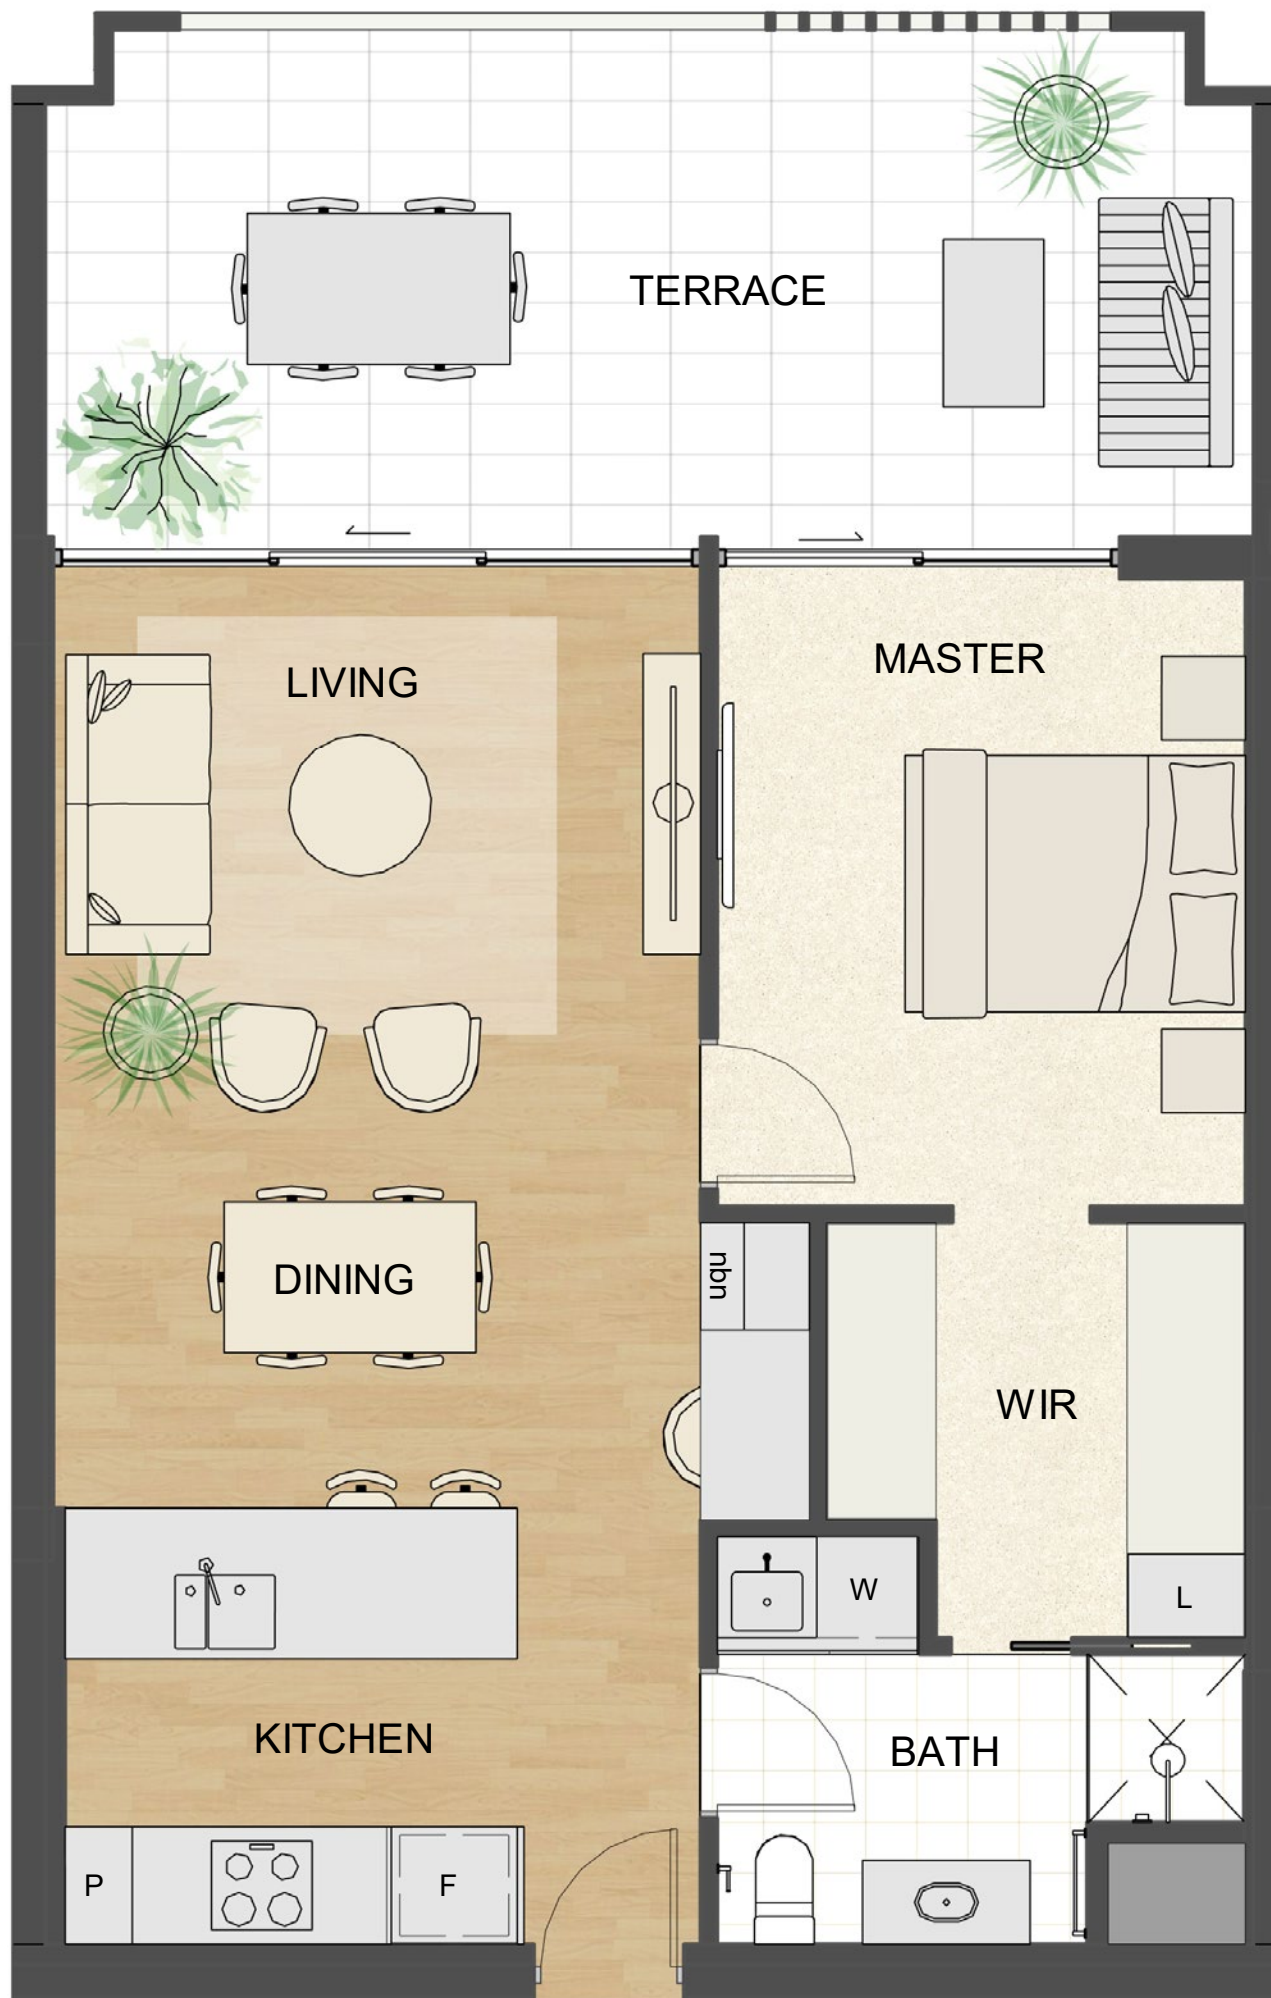 TERRACE
LIVING
MASTER
DINING
nbn
WIR
W
L
KITCHEN
BATH
P
F